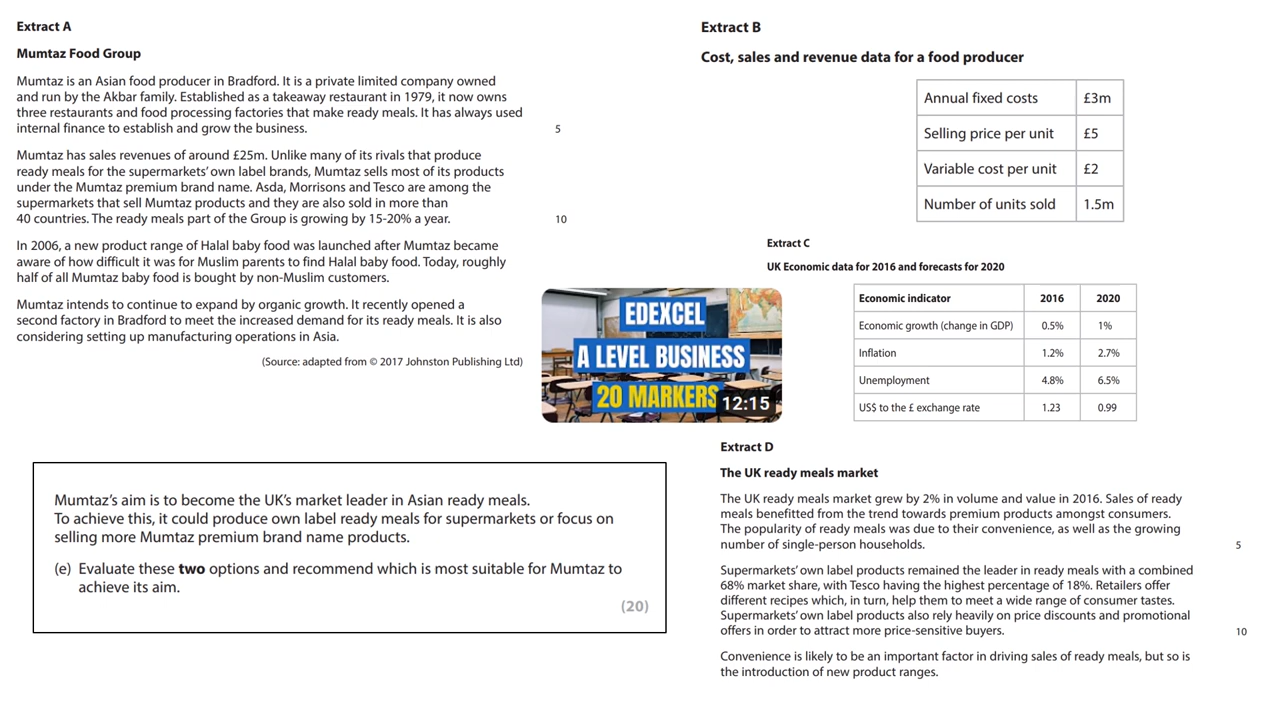 Extract A
Mumtaz Food Group
Mumtaz is an Asian food producer in Bradford. It is a private limited company owned
and run by the Akbar family. Established as a takeaway restaurant in 1979, it now owns
three restaurants and food processing factories that make ready meals. It has always used
internal finance to establish and grow the business. 5
Mumtaz has sales revenues of around £25m. Unlike many of its rivals that produce
ready meals for the supermarkets' own label brands, Mumtaz sells most of its products
under the Mumtaz premium brand name. Asda, Morrisons and Tesco are among the
supermarkets that sell Mumtaz products and they are also sold in more than
40 countries. The ready meals part of the Group is growing by 15-20% a year. 10
In 2006, a new product range of Halal baby food was launched after Mumtaz became
aware of how difficult it was for Muslim parents to find Halal baby food. Today, roughly
half of all Mumtaz baby food is bought by non-Muslim customers.
Mumtaz intends to continue to expand by organic growth. It recently opened a
second factory in Bradford to meet the increased demand for its ready meals. It is also
considering setting up manufacturing operations in Asia.
(Source: adapted from © 2017 Johnston Publishing Ltd)
EDEXCEL
A LEVEL BUSINESS
20 MARKERS
12:15
Mumtaz's aim is to become the UK's market leader in Asian ready meals.
To achieve this, it could produce own label ready meals for supermarkets or focus on
selling more Mumtaz premium brand name products.
(e) Evaluate these two options and recommend which is most suitable for Mumtaz to
achieve its aim.
(20)
Extract B
Cost, sales and revenue data for a food producer
Annual fixed costs £3m
Selling price per unit £5
Variable cost per unit £2
Number of units sold 1.5m
Extract C
UK Economic data for 2016 and forecasts for 2020
Economic indicator 2016 2020
Economic growth (change in GDP) 0.5% 1%
Inflation 1.2% 2.7%
Unemployment 4.8% 6.5%
US$ to the £ exchange rate 1.23 0.99
Extract D
The UK ready meals market
The UK ready meals market grew by 2% in volume and value in 2016. Sales of ready
meals benefitted from the trend towards premium products amongst consumers.
The popularity of ready meals was due to their convenience, as well as the growing
number of single-person households. 5
Supermarkets' own label products remained the leader in ready meals with a combined
68% market share, with Tesco having the highest percentage of 18%. Retailers offer
different recipes which, in turn, help them to meet a wide range of consumer tastes.
Supermarkets' own label products also rely heavily on price discounts and promotional
offers in order to attract more price-sensitive buyers. 10
Convenience is likely to be an important factor in driving sales of ready meals, but so is
the introduction of new product ranges.